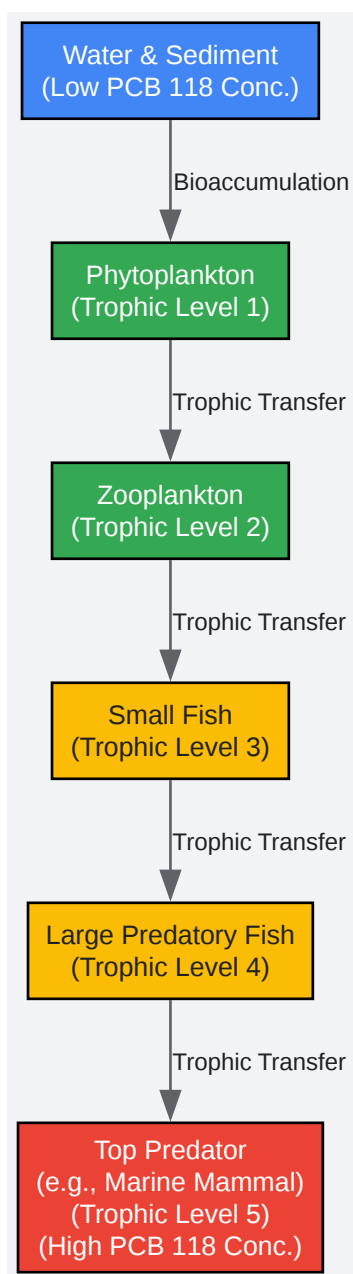 Water & Sediment
(Low PCB 118 Conc.)
Bioaccumulation
Phytoplankton
(Trophic Level 1)
Trophic Transfer
Zooplankton
(Trophic Level 2)
Trophic Transfer
Small Fish
(Trophic Level 3)
Trophic Transfer
Large Predatory Fish
(Trophic Level 4)
Trophic Transfer
Top Predator
(e.g., Marine Mammal)
(Trophic Level 5)
(High PCB 118 Conc.)